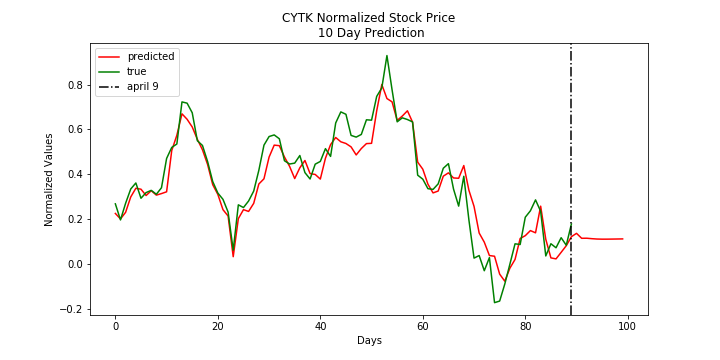 CYTK Normalized Stock Price
10 Day Prediction
predicted
true
april 9
Normalized Values
0.8
0.6
0.4
0.2
0.0
−0.2
0
20
40
60
80
100
Days